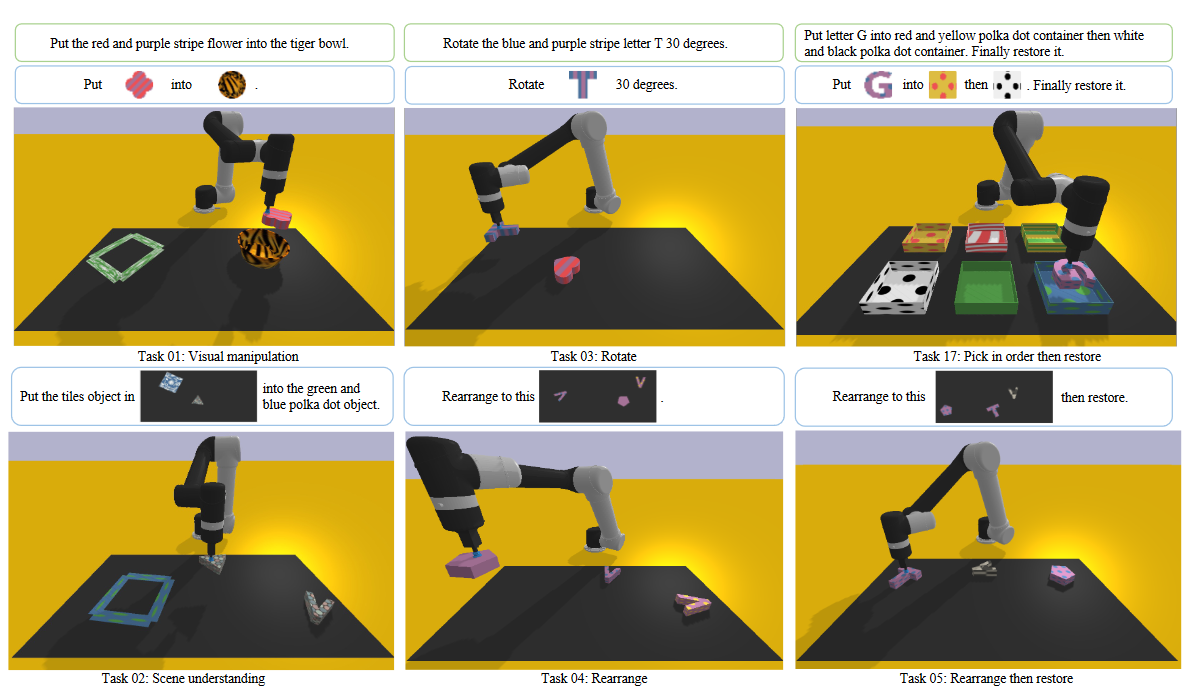 Put the red and purple stripe flower into the tiger bowl.
Rotate the blue and purple stripe letter T 30 degrees.
Put letter G into red and yellow polka dot container then white
and black polka dot container. Finally restore it.
Put into .
Rotate T 30 degrees.
Put G into then . Finally restore it.
Task 01: Visual manipulation
Task 03: Rotate
Task 17: Pick in order then restore
Put the tiles object in into the green and
blue polka dot object.
Rearrange to this .
Rearrange to this then restore.
Task 02: Scene understanding
Task 04: Rearrange
Task 05: Rearrange then restore